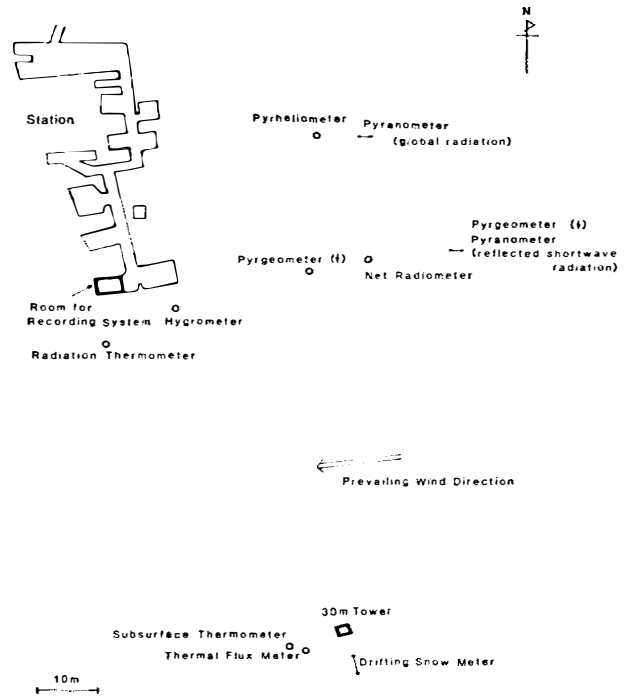 N
Station
Pyrheliometer
Pyranometer
(global radiation)
Pyrgeometer (↟)
Pyranometer
(reflected shortwave
radiation)
Pyrgeometer (↡)
Net Radiometer
Room for
Recording System
Hygrometer
Radiation Thermometer
Prevailing Wind Direction
30m Tower
Subsurface Thermometer
Thermal Flux Meter
Drifting Snow Meter
10m